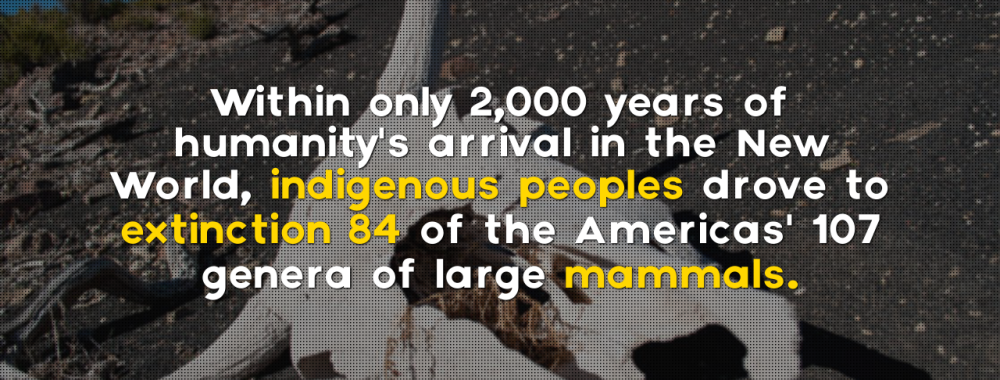 Within only 2,000 years of
humanity's arrival in the New
World, indigenous peoples drove to
extinction 84 of the Americas' 107
genera of large mammals.